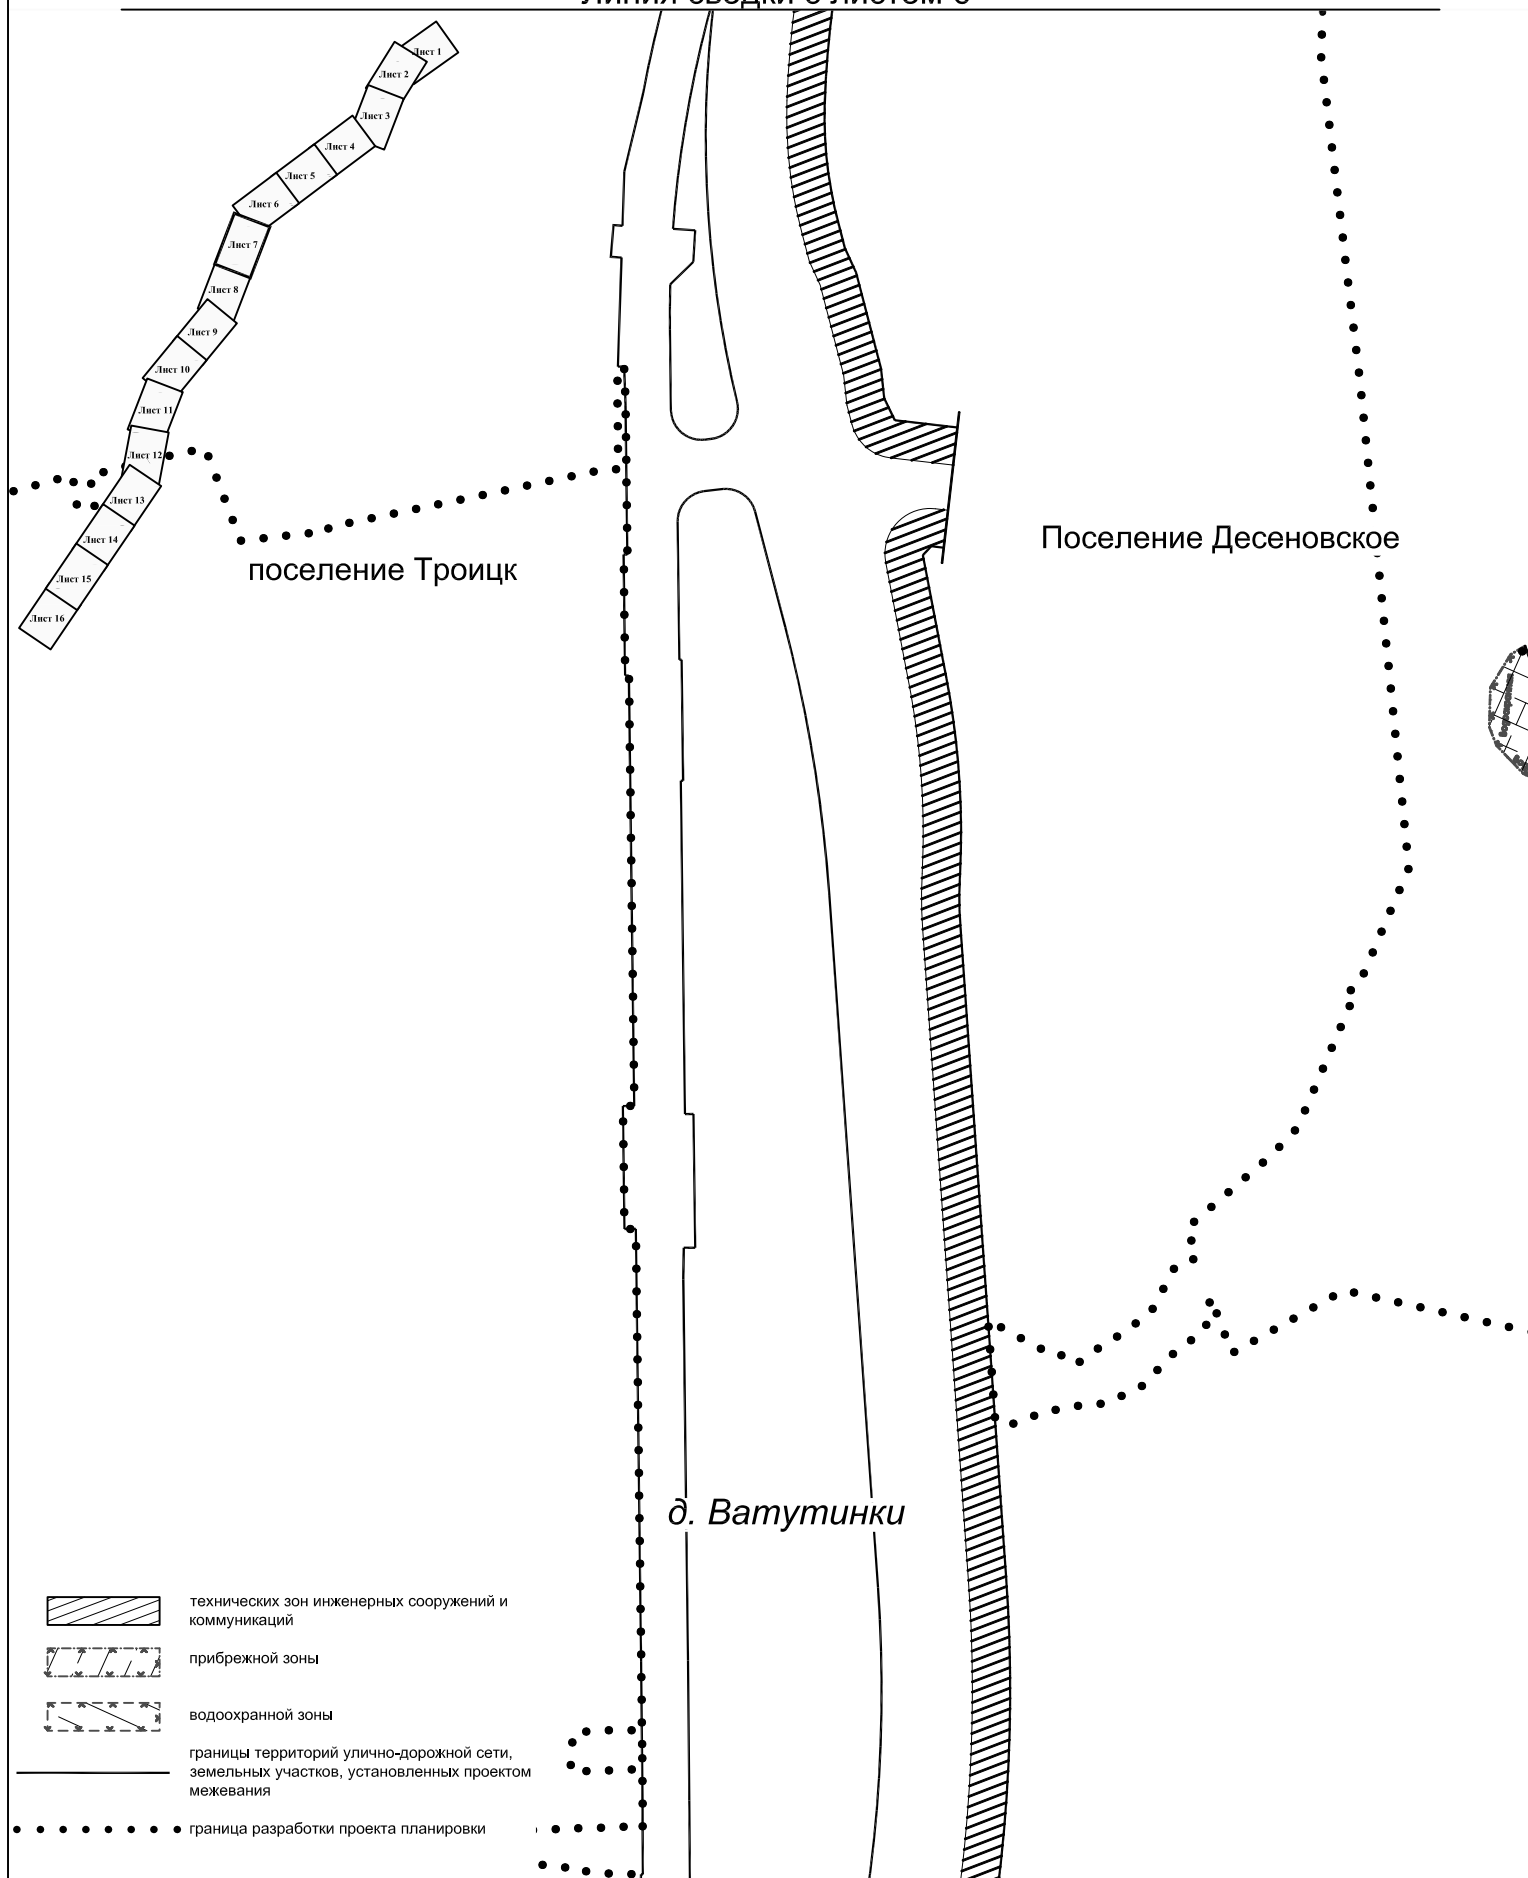 Лист 1
Лист 2
Лист 3
Лист 4
Лист 5
Лист 6
Лист 7
Лист 8
Лист 9
Лист 10
Лист 11
Лист 12
Лист 13
Лист 14
Лист 15
Лист 16
поселение Троицк
Поселение Десеновское
д. Ватутинки
технических зон инженерных сооружений и
коммуникаций
прибрежной зоны
водоохранной зоны
границы территорий улично-дорожной сети,
земельных участков, установленных проектом
межевания
граница разработки проекта планировки